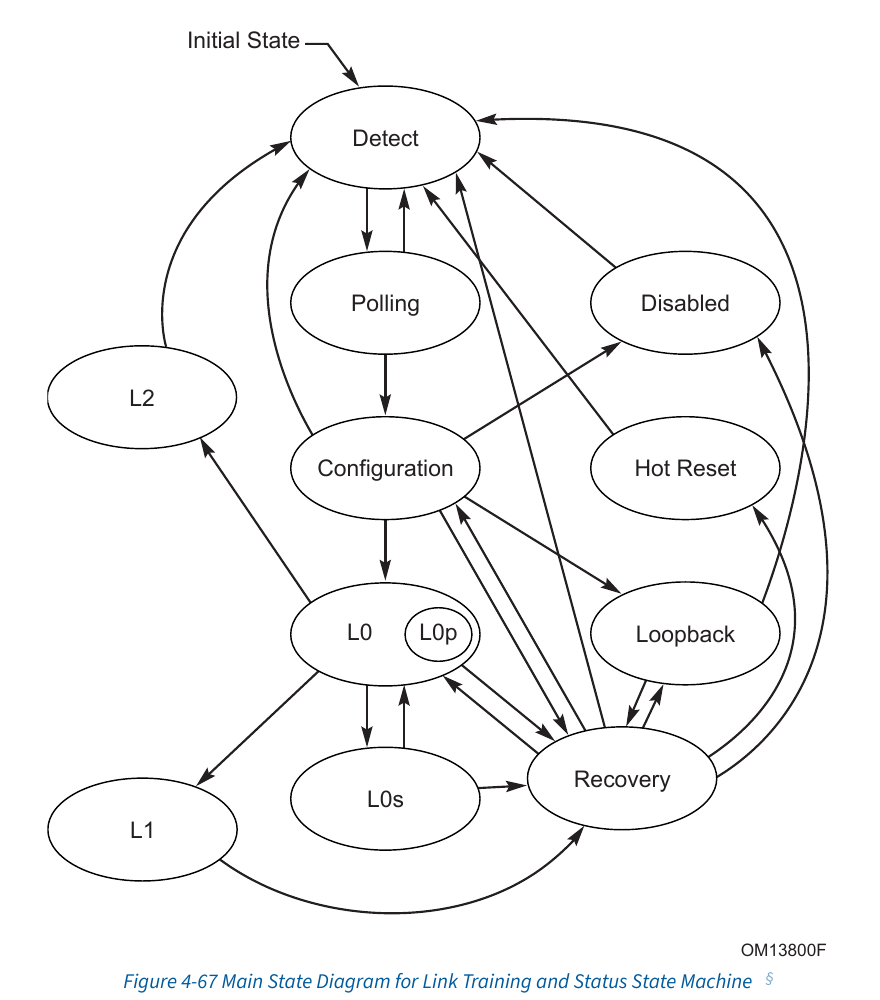 Initial State
Detect
Polling
Disabled
L2
Configuration
Hot Reset
L0
L0p
Loopback
Recovery
L0s
L1
OM13800F
Figure 4-67 Main State Diagram for Link Training and Status State Machine §